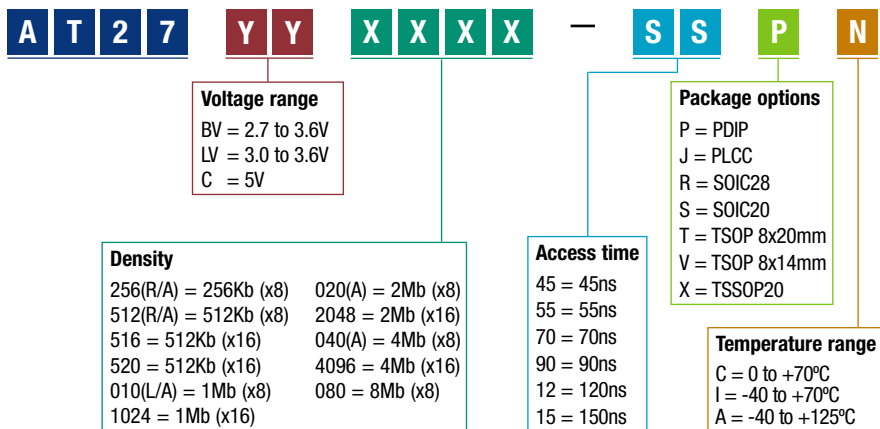 AT27 YY XXXX – SS P N
Voltage range
BV = 2.7 to 3.6V
LV = 3.0 to 3.6V
C = 5V
Density
256(R/A) = 256Kb (x8)
512(R/A) = 512Kb (x8)
516 = 512Kb (x16)
520 = 512Kb (x16)
010(L/A) = 1Mb (x8)
1024 = 1Mb (x16)
020(A) = 2Mb (x8)
2048 = 2Mb (x16)
040(A) = 4Mb (x8)
4096 = 4Mb (x16)
080 = 8Mb (x8)
Access time
45 = 45ns
55 = 55ns
70 = 70ns
90 = 90ns
12 = 120ns
15 = 150ns
Package options
P = PDIP
J = PLCC
R = SOIC28
S = SOIC20
T = TSOP 8x20mm
V = TSOP 8x14mm
X = TSSOP20
Temperature range
C = 0 to +70ºC
I = -40 to +70ºC
A = -40 to +125ºC